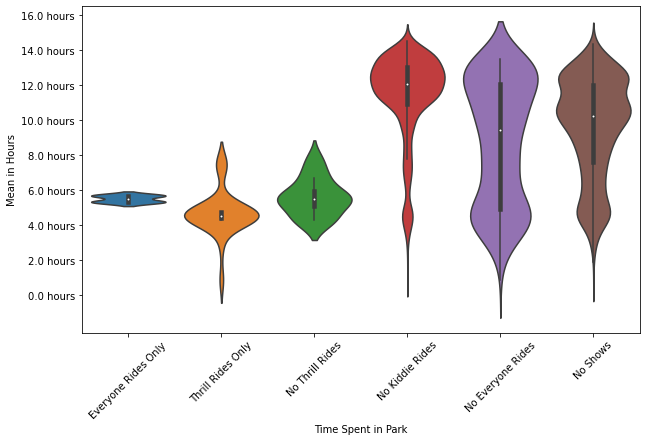 16.0 hours
14.0 hours
12.0 hours
10.0 hours
8.0 hours
6.0 hours
4.0 hours
2.0 hours
0.0 hours
Mean in Hours
Everyone Rides Only
Thrill Rides Only
No Thrill Rides
No Kiddie Rides
No Everyone Rides
No Shows
Time Spent in Park